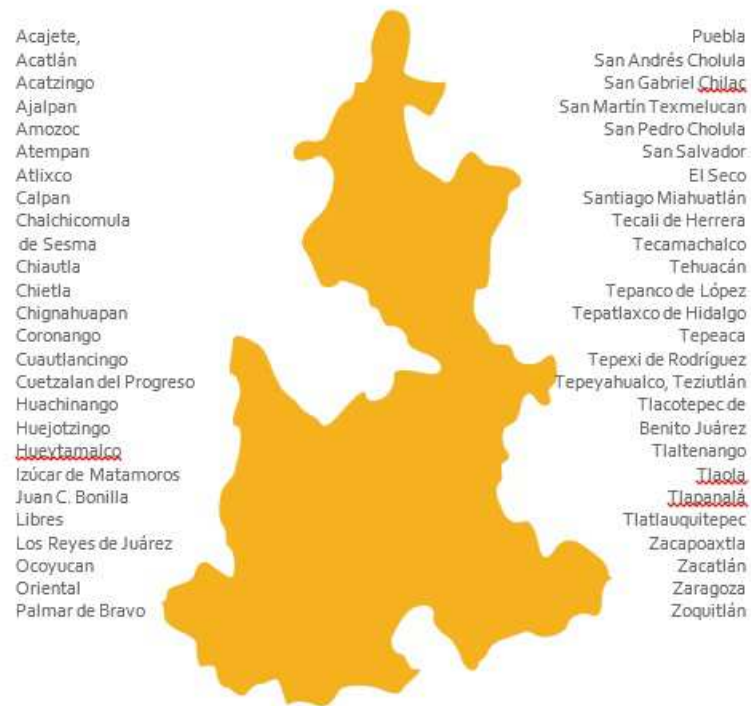 Acajete,
Acatlán
Acatzingo
Ajalpan
Amozoc
Atempan
Atlixco
Calpan
Chalchicomula
de Sesma
Chiautla
Chietla
Chignahuapan
Coronango
Cuautlancingo
Cuetzalan del Progreso
Huachinango
Huejotzingo
Hueytamalco
Izúcar de Matamoros
Juan C. Bonilla
Libres
Los Reyes de Juárez
Ocoyucan
Oriental
Palmar de Bravo
Puebla
San Andrés Cholula
San Gabriel Chilac
San Martín Texmelucan
San Pedro Cholula
San Salvador
El Seco
Santiago Miahuatlán
Tecali de Herrera
Tecamachalco
Tehuacán
Tepanco de López
Tepatlaxco de Hidalgo
Tepeaca
Tepexi de Rodríguez
Tepeyahualco, Teziutlán
Tlacotepec de
Benito Juárez
Tlaltenango
Tlaola
Tlapanalá
Tlatlauquitepec
Zacapoaxtla
Zacatlán
Zaragoza
Zoquitlán